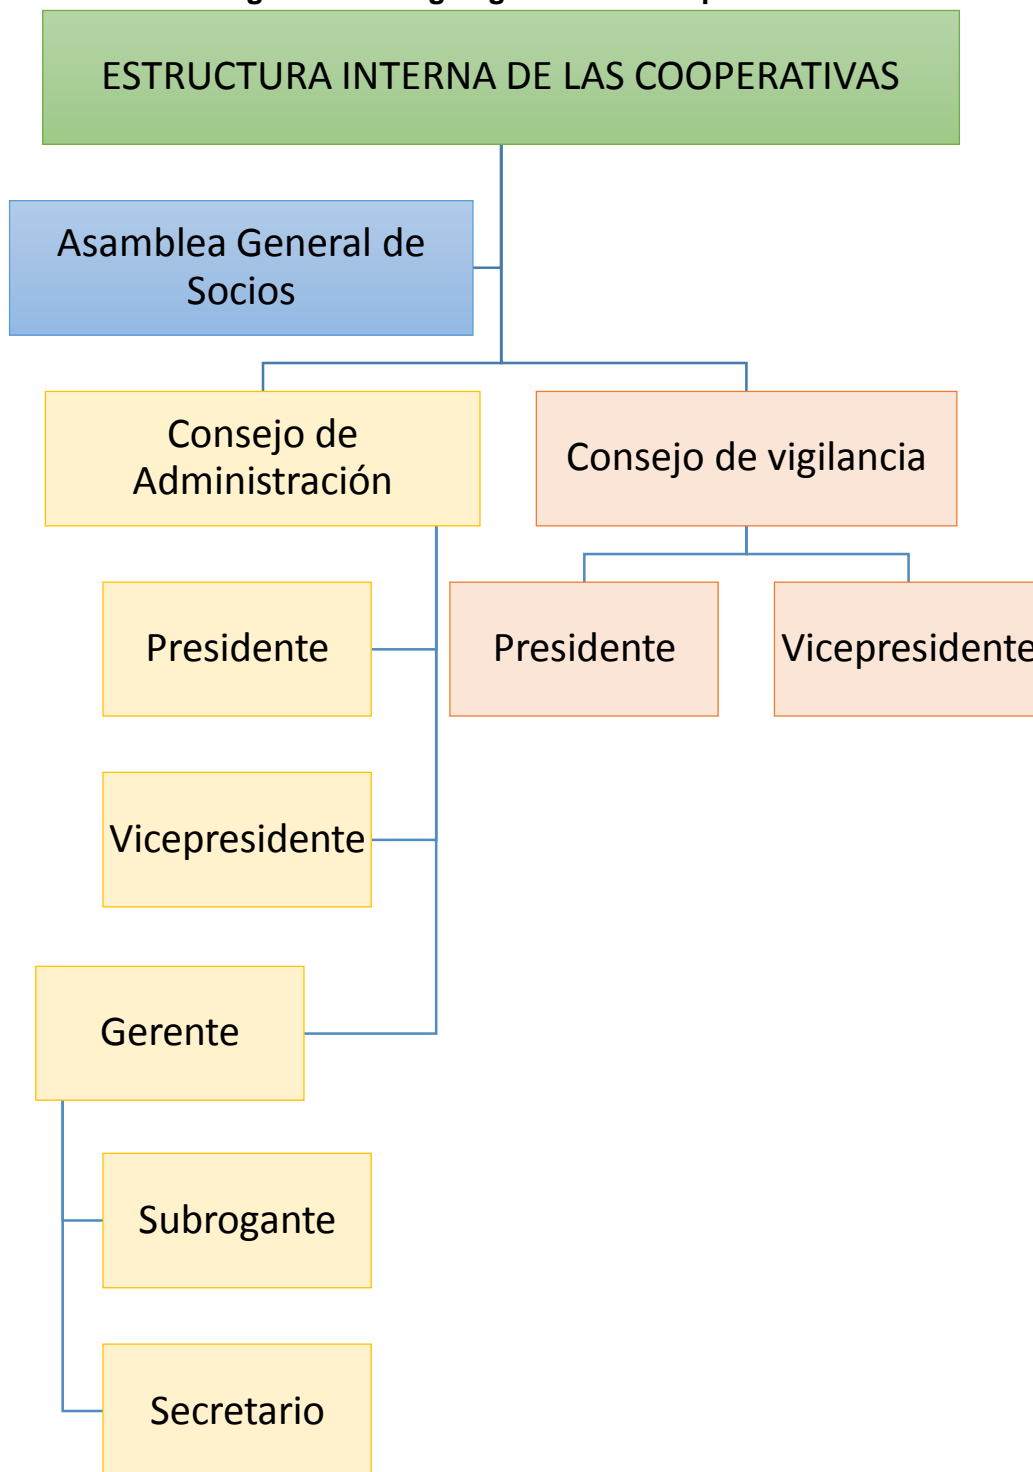 ESTRUCTURA INTERNA DE LAS COOPERATIVAS
Asamblea General de
Socios
Consejo de
Administración
Consejo de vigilancia
Presidente
Presidente
Vicepresidente
Vicepresidente
Gerente
Subrogante
Secretario